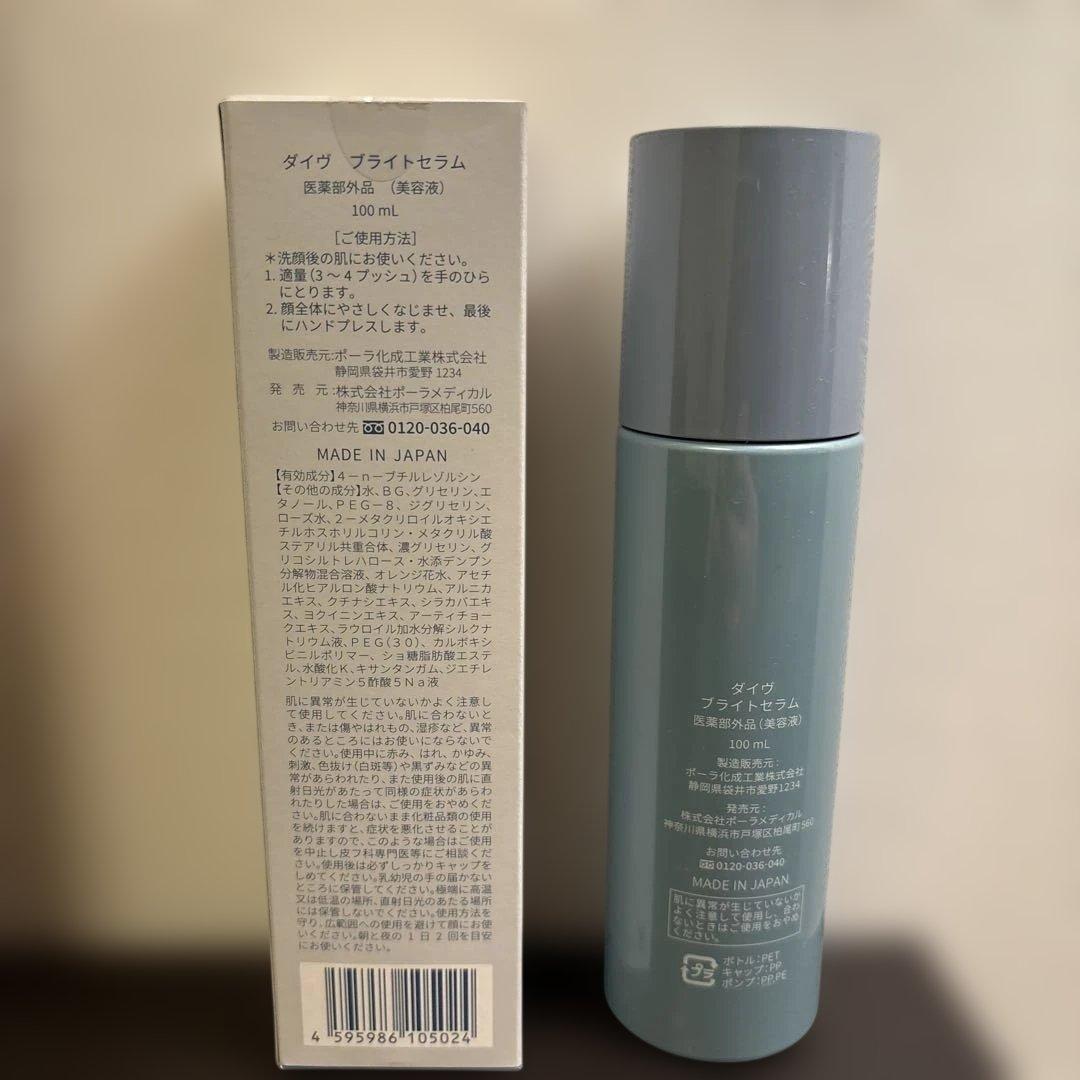 ダイヴ ブライトセラム
医薬部外品 (美容液)
100 mL
[ご使用方法]
＊洗顔後の肌にお使いください。
1. 適量(3～4プッシュ)を手のひら
にとります。
2. 顔全体にやさしくなじませ、最後
にハンドプレスします。
製造販売元:ポーラ化成工業株式会社
静岡県袋井市愛野 1234
発 売 元:株式会社ポーラメディカル
神奈川県横浜市戸塚区柏尾町560
お問い合わせ先 0120-036-040
MADE IN JAPAN
【有効成分】4－n－ブチルレゾルシン
【その他の成分】水、BG、グリセリン、エ
タノール、PEG－8、ジグリセリン、
ローズ水、2－メタクリロイルオキシエ
チルホスホリルコリン・メタクリル酸
ステアリル共重合体、濃グリセリン、グ
リコシルトレハロース・水添デンプン
分解物混合溶液、オレンジ花水、アセチ
ル化ヒアルロン酸ナトリウム、アルニカ
エキス、クチナシエキス、シラカバエキ
ス、ヨクイニンエキス、アーティチョー
クエキス、ラウロイル加水分解シルクナ
トリウム液、PEG(30)、カルボキシ
ビニルポリマー、ショ糖脂肪酸エステ
ル、水酸化K、キサンタンガム、ジエチレ
ントリアミン5酢酸5Na液
肌に異常が生じていないかよく注意し
て使用してください。肌に合わないと
き、または傷やはれもの、湿疹など、異常
のあるところにはお使いにならないで
ください。使用中に赤み、はれ、かゆみ、
刺激、色抜け(白斑等)や黒ずみなどの異
常があらわれたり、また使用後の肌に直
射日光があたって同様の症状があらわ
れたりした場合は、ご使用をおやめくだ
さい。肌に合わないまま化粧品類の使用
を続けますと、症状を悪化させることが
ありますので、このような場合はご使用
を中止し皮フ科専門医等にご相談くだ
さい。使用後は必ずしっかりキャップを
しめてください。乳幼児の手の届かない
ところに保管してください。極端に高温
又は低温の場所、直射日光のあたる場所
には保管しないでください。使用方法を
守り、広範囲への使用を避けて顔にお使
いください。朝と夜の1日2回を目安
にお使いください。
4 595986 105024
ダイヴ
ブライトセラム
医薬部外品(美容液)
100 mL
製造販売元:
ポーラ化成工業株式会社
静岡県袋井市愛野1234
発売元:
株式会社ポーラメディカル
神奈川県横浜市戸塚区柏尾町560
お問い合わせ先
0120-036-040
MADE IN JAPAN
肌に異常が生じていないか
よく注意して使用し、合わ
ないときはご使用をおやめ
ください。
プラ
ボトル:PET
キャップ:PP
ポンプ:PP,PE